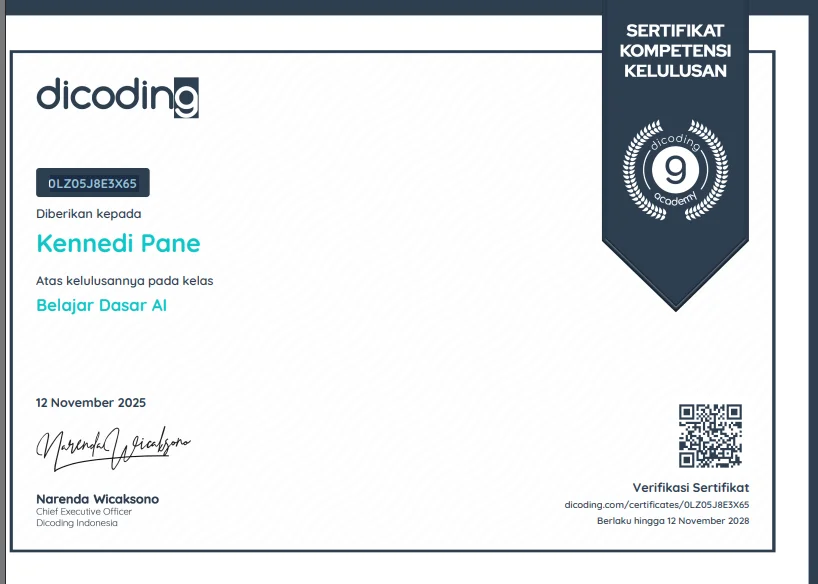 SERTIFIKAT
KOMPETENSI
KELULUSAN
dicoding
dicoding
g
academy
0LZ05J8E3X65
Diberikan kepada
Kennedi Pane
Atas kelulusannya pada kelas
Belajar Dasar AI
12 November 2025
Narenda Wicaksono
Narenda Wicaksono
Chief Executive Officer
Dicoding Indonesia
Verifikasi Sertifikat
dicoding.com/certificates/0LZ05J8E3X65
Berlaku hingga 12 November 2028